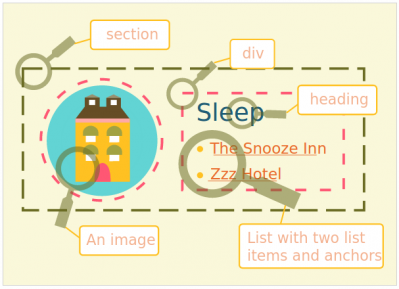 section
div
heading
Sleep
The Snooze Inn
Zzz Hotel
An image
List with two list
items and anchors